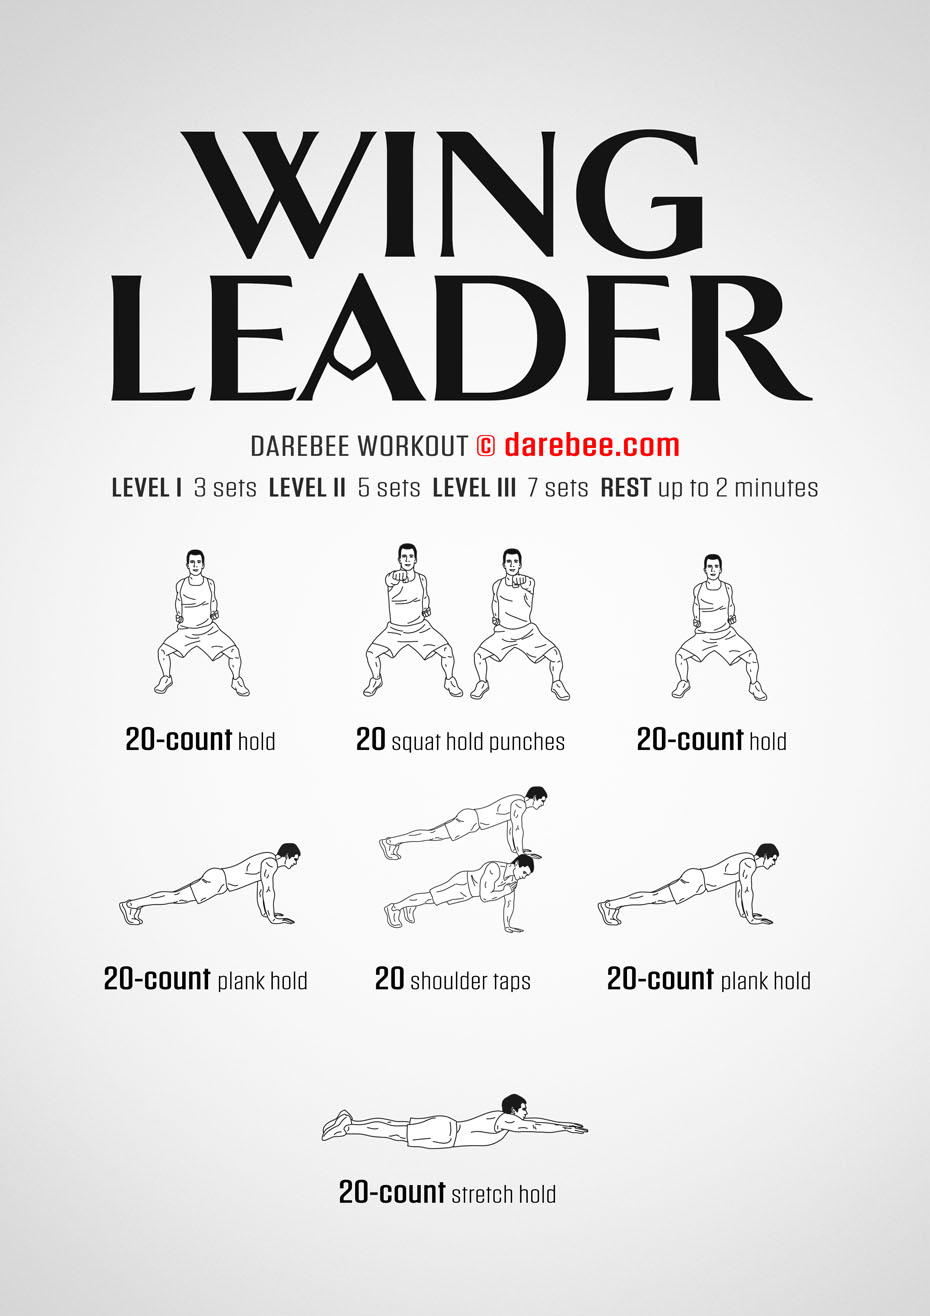 WING
LEADER
DAREBEE WORKOUT © darebee.com
LEVEL I 3 sets LEVEL II 5 sets LEVEL III 7 sets REST up to 2 minutes
20-count hold
20 squat hold punches
20-count hold
20-count plank hold
20 shoulder taps
20-count plank hold
20-count stretch hold